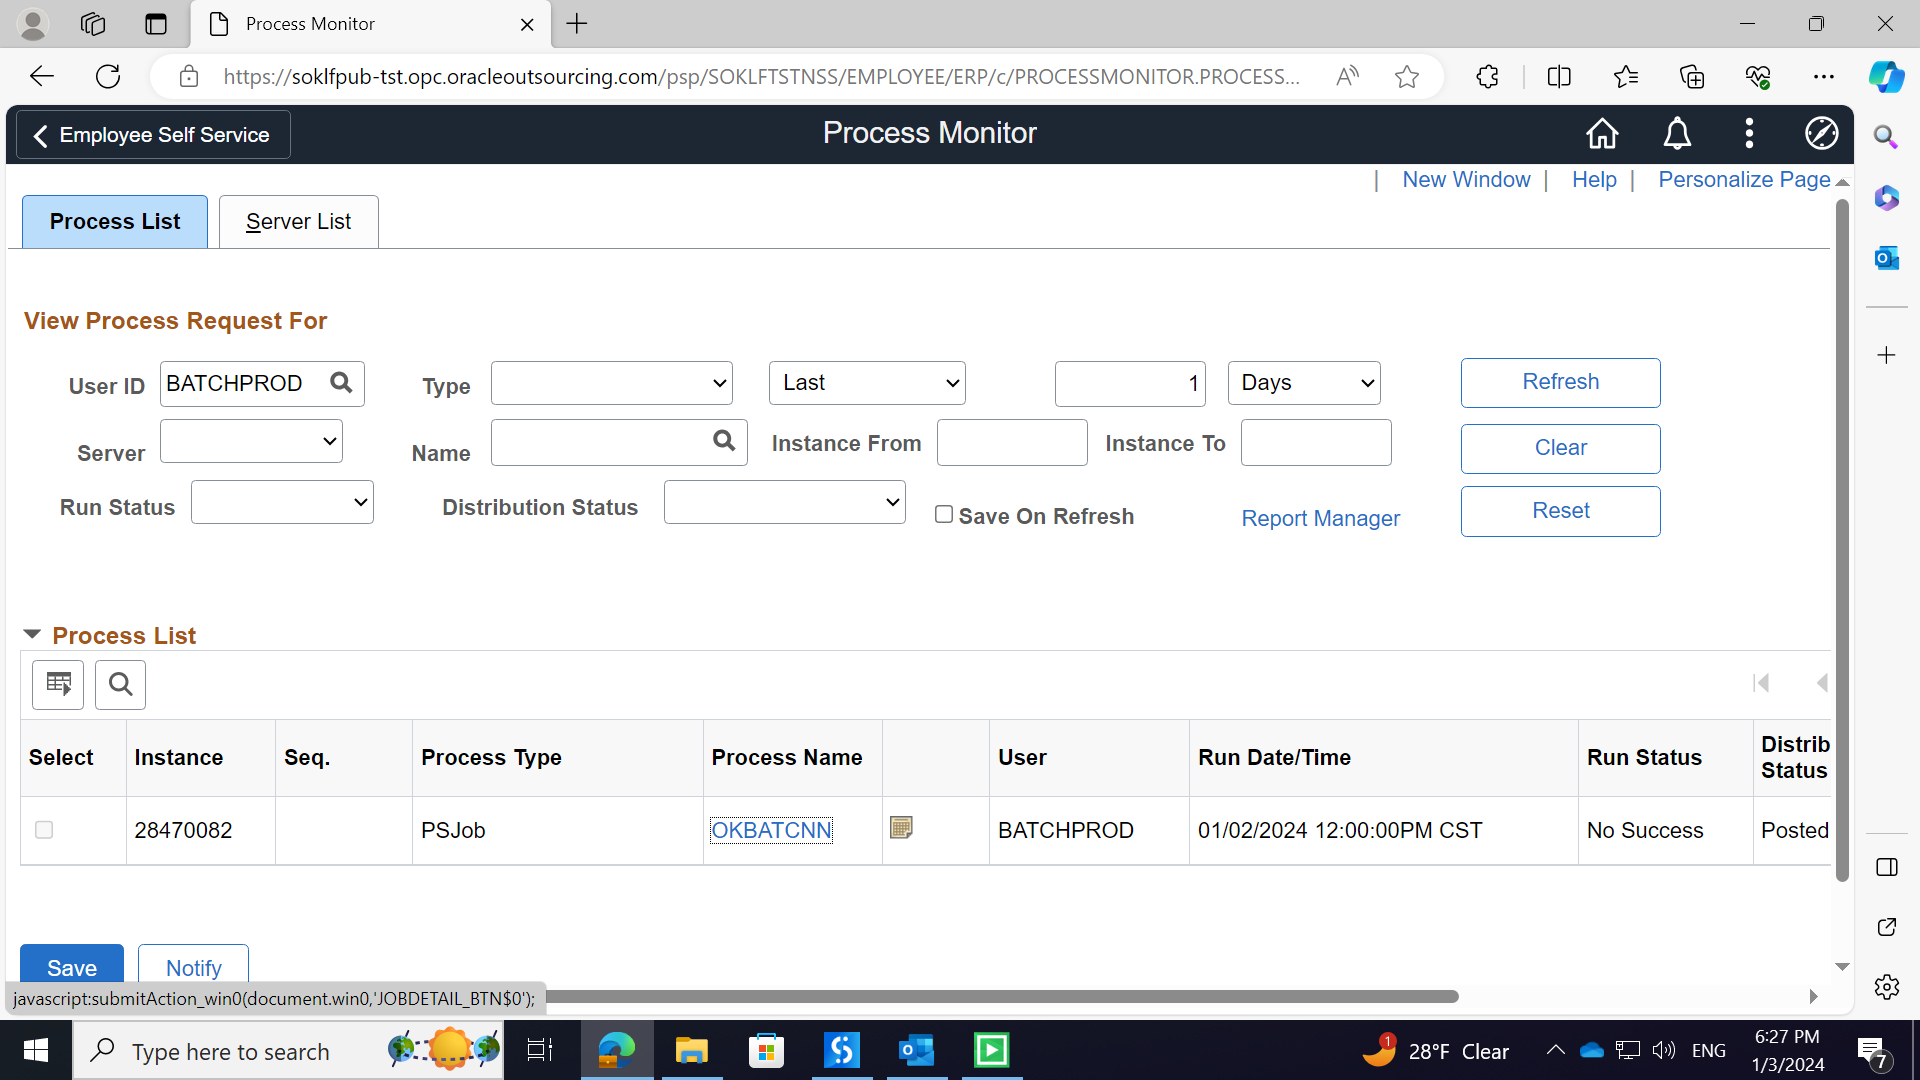 Process Monitor
https://soklfpub-tst.opc.oracleoutsourcing.com/psp/SOKLFTSTNSS/EMPLOYEE/ERP/c/PROCESSMONITOR.PROCESS...
Employee Self Service
Process Monitor
| New Window | Help | Personalize Page
Process List
Server List
View Process Request For
User ID BATCHPROD Type Last 1 Days Refresh
Server Name Instance From Instance To Clear
Run Status Distribution Status Save On Refresh Report Manager Reset
Process List
Select Instance Seq. Process Type Process Name User Run Date/Time Run Status Distrib Status
28470082 PSJob OKBATCNN BATCHPROD 01/02/2024 12:00:00PM CST No Success Posted
Save Notify
javascript:submitAction_win0(document.win0,'JOBDETAIL_BTN$0');
Type here to search
1
28°F Clear
ENG
6:27 PM
1/3/2024
7